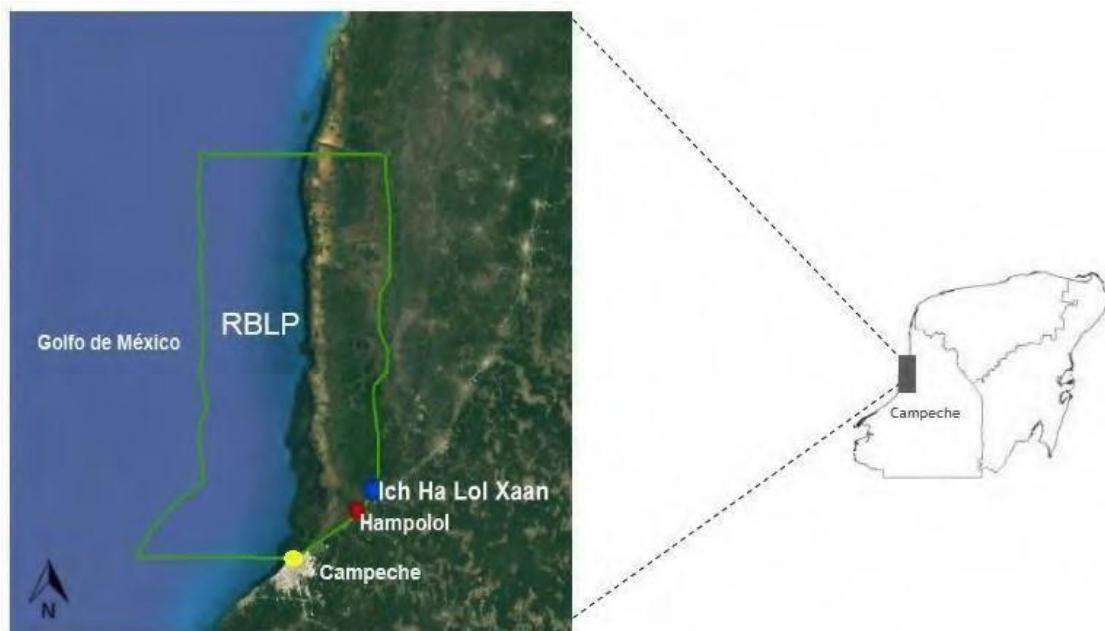 RBLP
Golfo de México
Ich Ha Lol Xaan
Hampolol
Campeche
N
Campeche